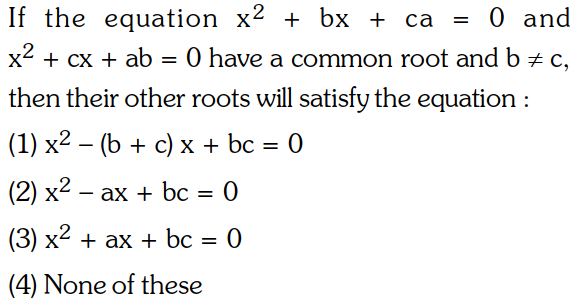 If the equation x² + bx + ca = 0 and
x² + cx + ab = 0 have a common root and b ≠ c,
then their other roots will satisfy the equation :
(1) x² – (b + c) x + bc = 0
(2) x² – ax + bc = 0
(3) x² + ax + bc = 0
(4) None of these